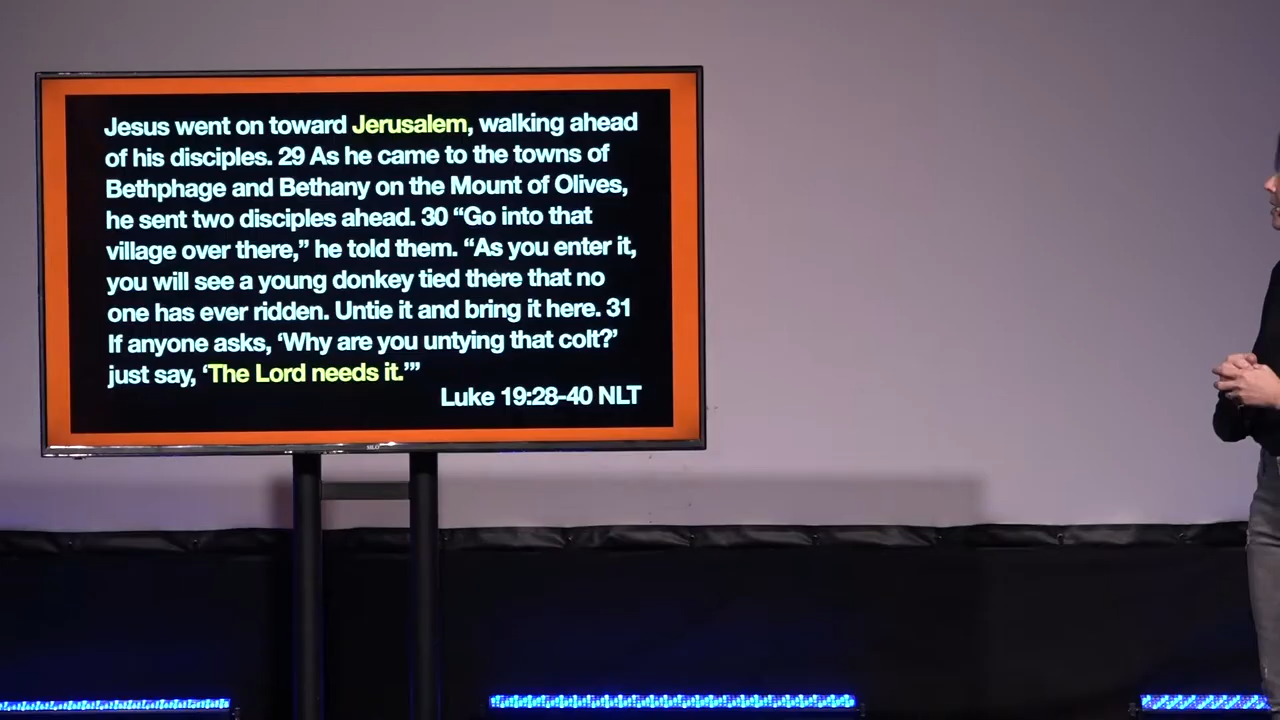 Jesus went on toward Jerusalem, walking ahead
of his disciples. 29 As he came to the towns of
Bethphage and Bethany on the Mount of Olives,
he sent two disciples ahead. 30 “Go into that
village over there,” he told them. “As you enter it,
you will see a young donkey tied there that no
one has ever ridden. Untie it and bring it here. 31
If anyone asks, ‘Why are you untying that colt?’
just say, ‘The Lord needs it.’”
Luke 19:28-40 NLT
SILO